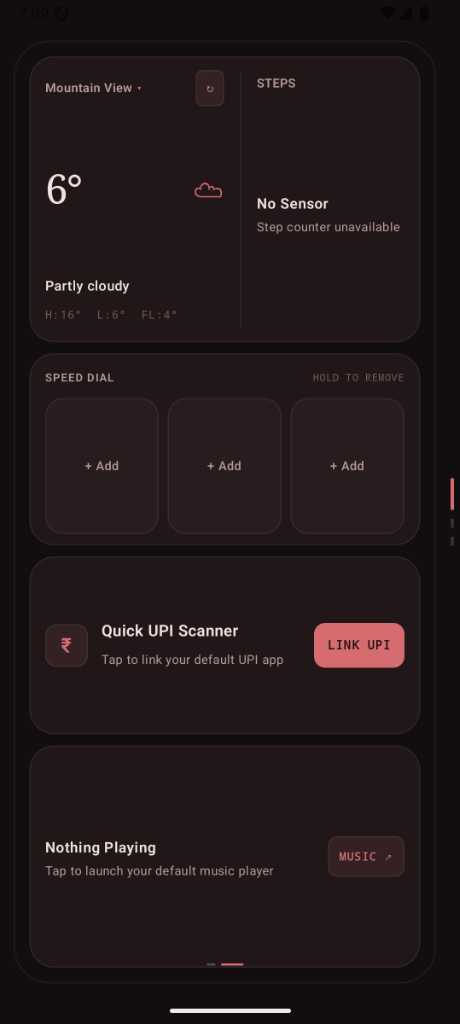 7:09
Mountain View ▾
↻
STEPS
6°
No Sensor
Step counter unavailable
Partly cloudy
H:16° L:6° FL:4°
SPEED DIAL
HOLD TO REMOVE
+ Add
+ Add
+ Add
₹
Quick UPI Scanner
Tap to link your default UPI app
LINK UPI
Nothing Playing
Tap to launch your default music player
MUSIC ↗